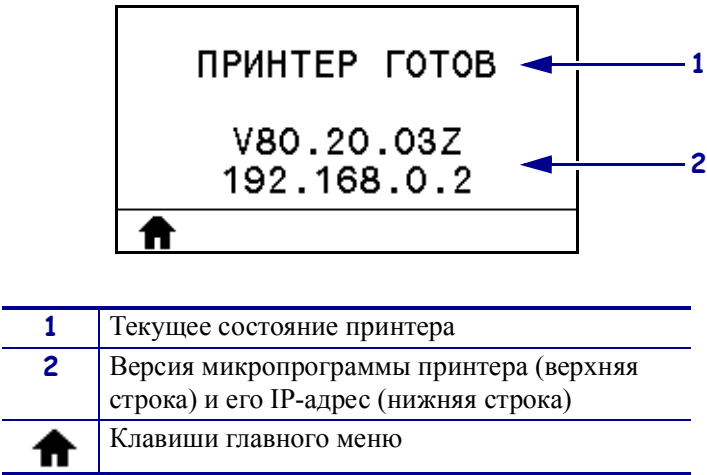 ПРИНТЕР ГОТОВ
1
V80.20.03Z
2
192.168.0.2
1 Текущее состояние принтера
2 Версия микропрограммы принтера (верхняя
строка) и его IP-адрес (нижняя строка)
Клавиши главного меню